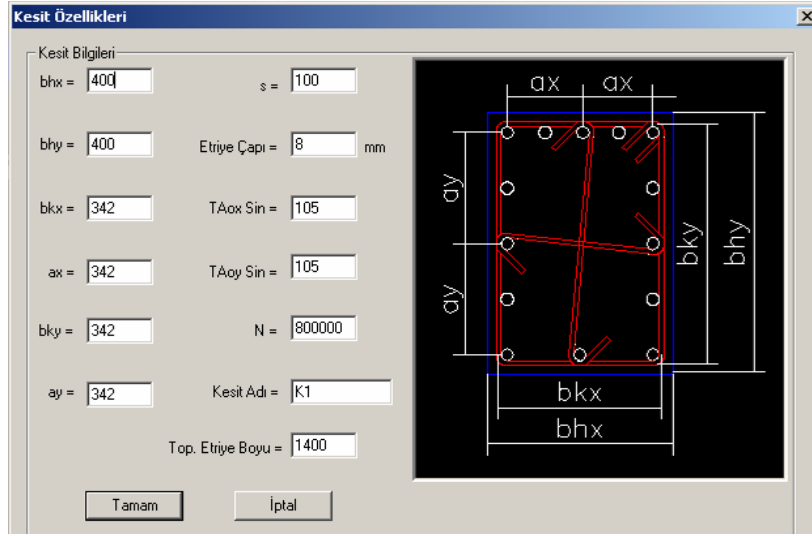 Kesit Özellikleri
Kesit Bilgileri
bhx = 400 s = 100
bhy = 400 Etriye Çapı = 8 mm
bkx = 342 TAox Sin = 105
ax = 342 TAoy Sin = 105
bky = 342 N = 800000
ay = 342 Kesit Adı = K1
Top. Etriye Boyu = 1400
Tamam İptal
ax ax
ay
bky bhy
ay
bkx
bhx